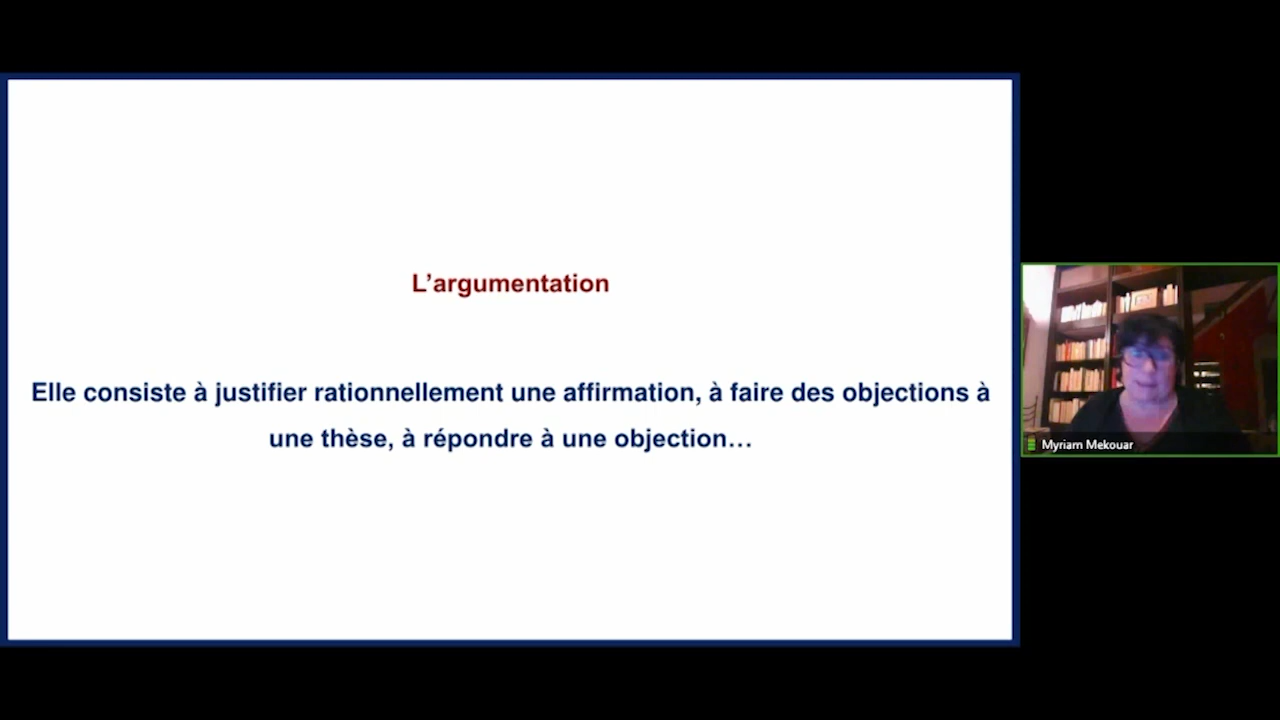 L’argumentation
Elle consiste à justifier rationnellement une affirmation, à faire des objections à
une thèse, à répondre à une objection…
Myriam Mekouar